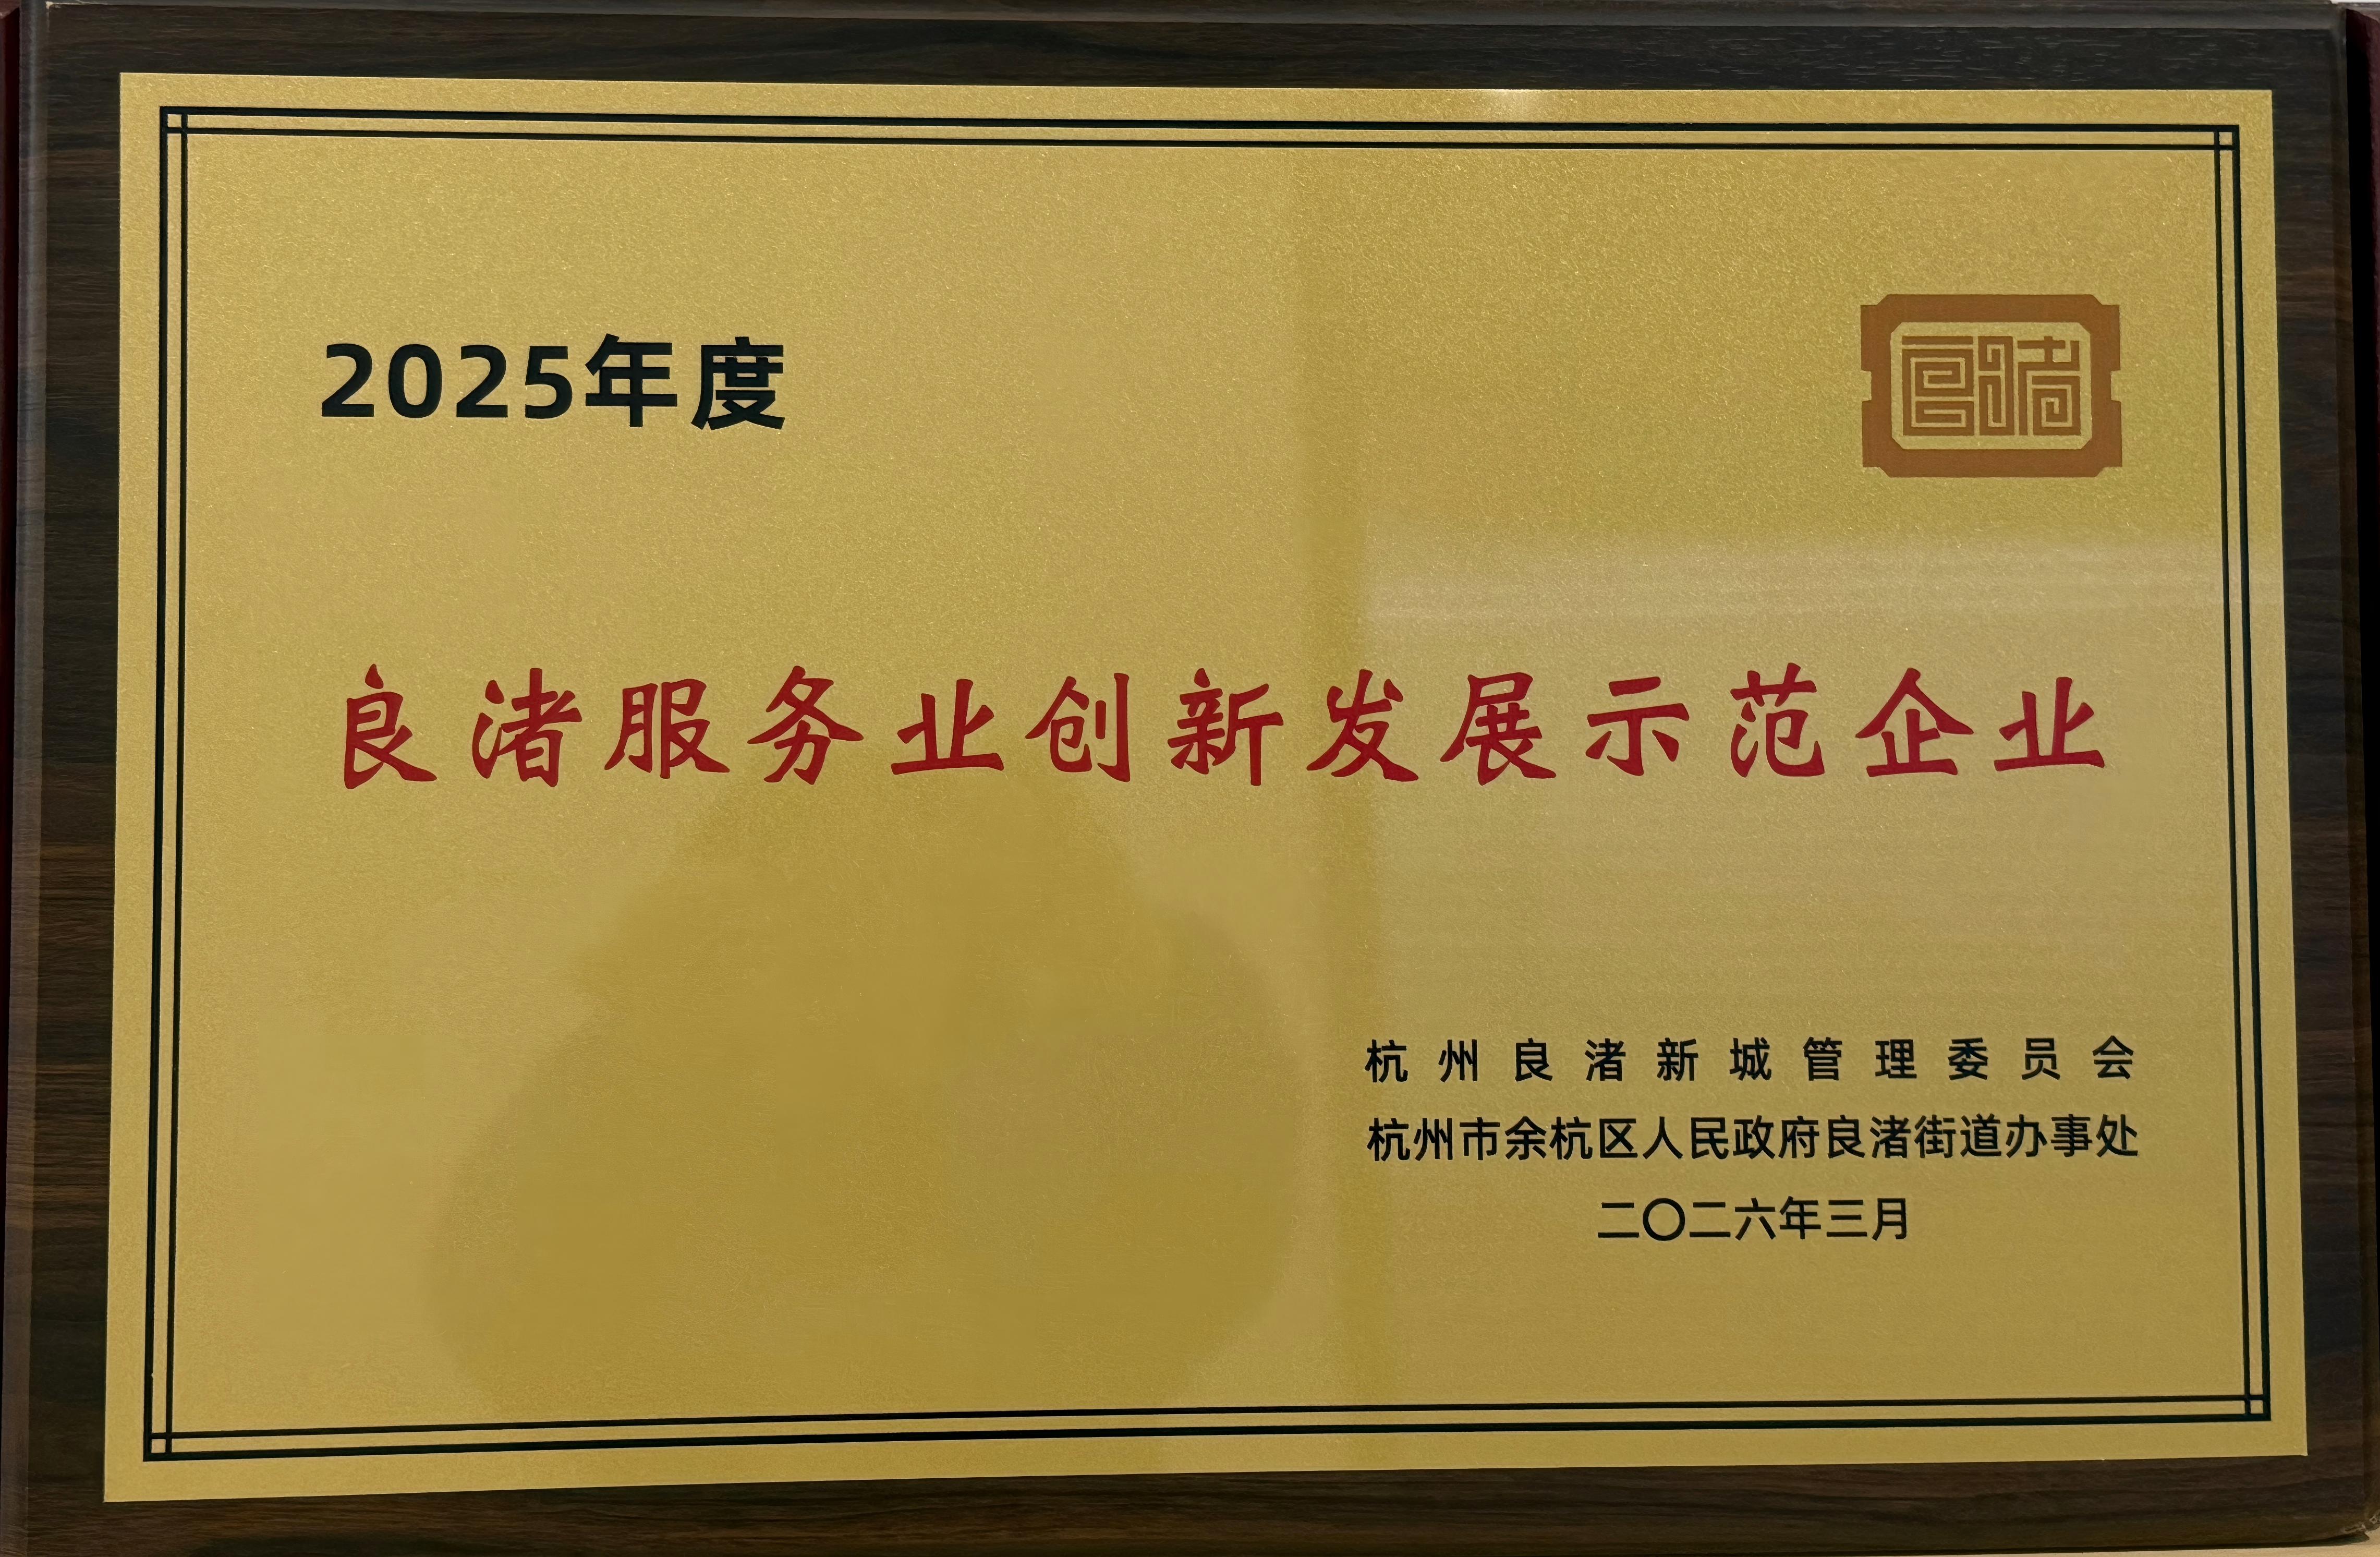 2025年度
良渚
良渚服务业创新发展示范企业
杭州良渚新城管理委员会
杭州市余杭区人民政府良渚街道办事处
二〇二六年三月